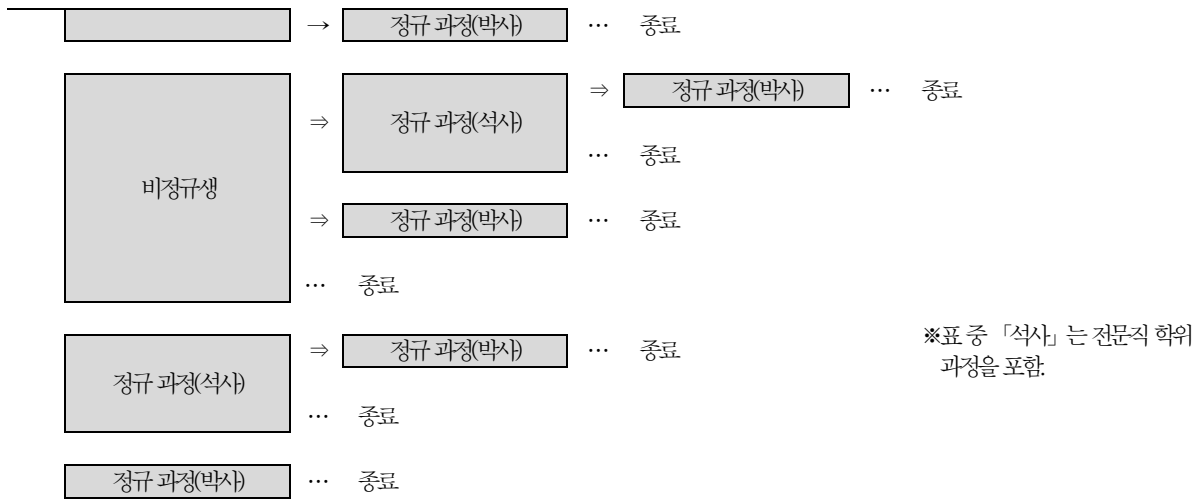 → 정규 과정(박사) … 종료
⇒ 정규 과정(박사) … 종료
⇒ 정규 과정(석사)
… 종료
비정규생
⇒ 정규 과정(박사) … 종료
… 종료
※표 중 「석사」는 전문직 학위
과정을 포함.
⇒ 정규 과정(박사) … 종료
정규 과정(석사)
… 종료
정규 과정(박사) … 종료